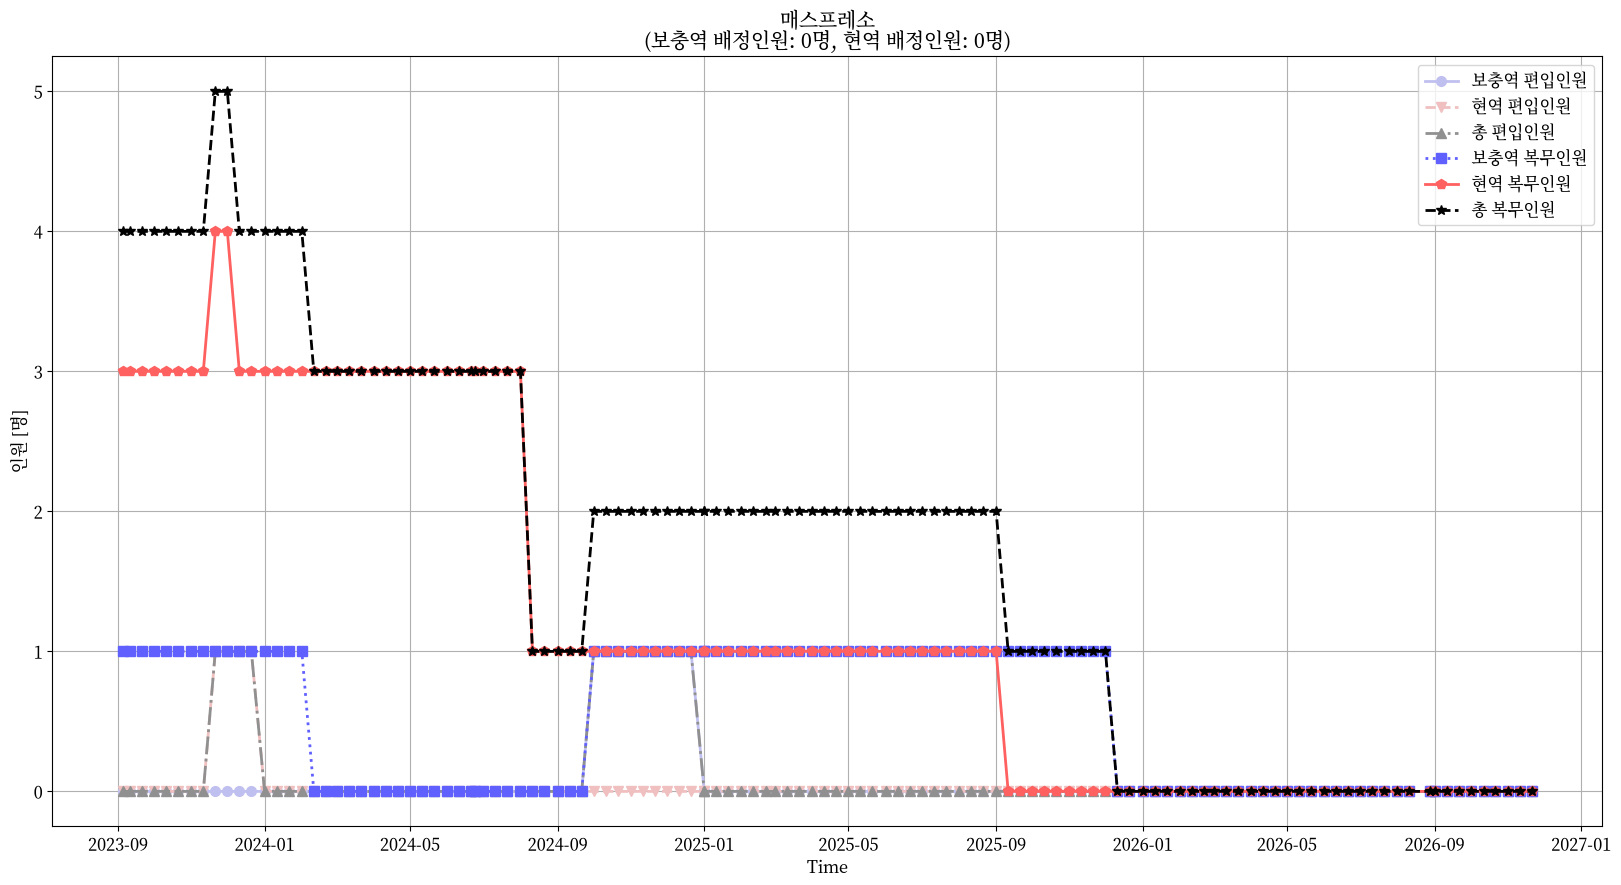 매스프레소
(보충역 배정인원: 0명, 현역 배정인원: 0명)
보충역 편입인원
현역 편입인원
총 편입인원
보충역 복무인원
현역 복무인원
총 복무인원
인원 [명]
5
4
3
2
1
0
2023-09 2024-01 2024-05 2024-09 2025-01 2025-05 2025-09 2026-01 2026-05 2026-09 2027-01
Time